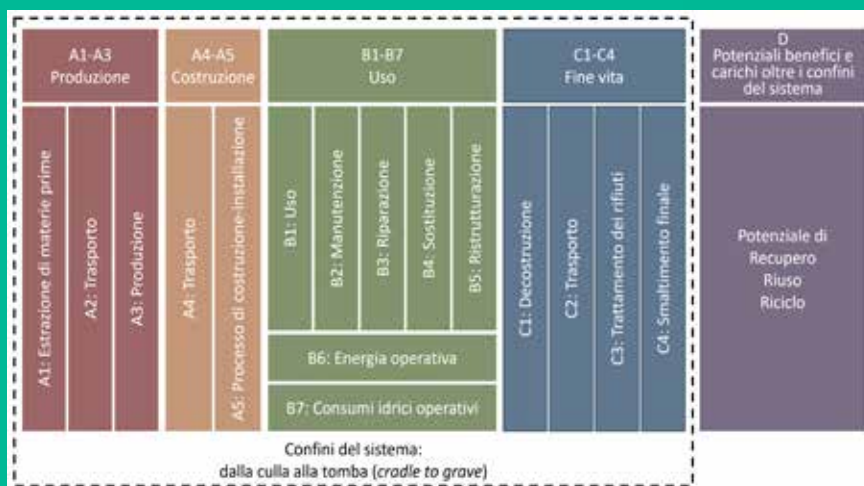 A1-A3
Produzione
A4-A5
Costruzione
B1-B7
Uso
C1-C4
Fine vita
D
Potenziali benefici e
carichi oltre i confini
del sistema
A1: Estrazione di materie prime
A2: Trasporto
A3: Produzione
A4: Trasporto
A5: Processo di costruzione-installazione
B1: Uso
B2: Manutenzione
B3: Riparazione
B4: Sostituzione
B5: Ristrutturazione
B6: Energia operativa
B7: Consumi idrici operativi
C1: Decostruzione
C2: Trasporto
C3: Trattamento dei rifiuti
C4: Smaltimento finale
Potenziale di
Recupero
Riuso
Riciclo
Confini del sistema:
dalla culla alla tomba (cradle to grave)